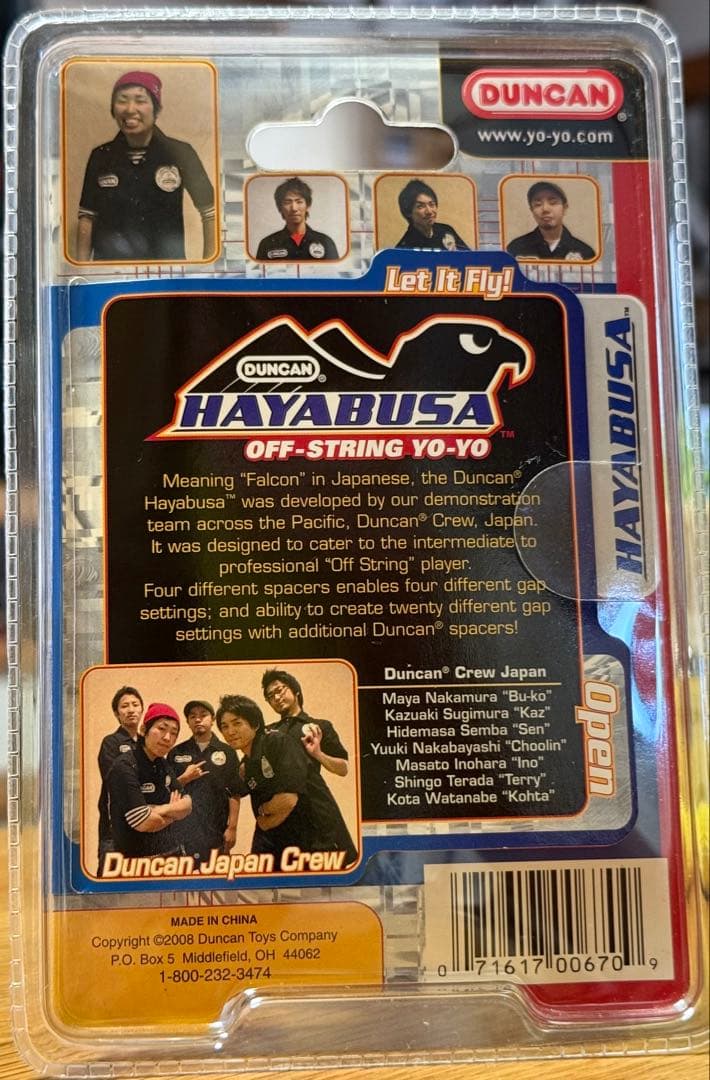 DUNCAN®
www.yo-yo.com
Let It Fly!
DUNCAN®
HAYABUSA™
OFF-STRING YO-YO
Meaning “Falcon” in Japanese, the Duncan®
Hayabusa™ was developed by our demonstration
team across the Pacific, Duncan® Crew, Japan.
It was designed to cater to the intermediate to
professional “Off String” player.
Four different spacers enables four different gap
settings; and ability to create twenty different gap
settings with additional Duncan® spacers!
HAYABUSA™
HAYABUSA
Open
Duncan® Crew Japan
Maya Nakamura “Bu-ko”
Kazuaki Sugimura “Kaz”
Hidemasa Semba “Sen”
Yuuki Nakabayashi “Choolin”
Masato Inohara “Ino”
Shingo Terada “Terry”
Kota Watanabe “Kohta”
Duncan® Japan Crew
MADE IN CHINA
Copyright ©2008 Duncan Toys Company
P.O. Box 5 Middlefield, OH 44062
1-800-232-3474
0 71617 00670 9